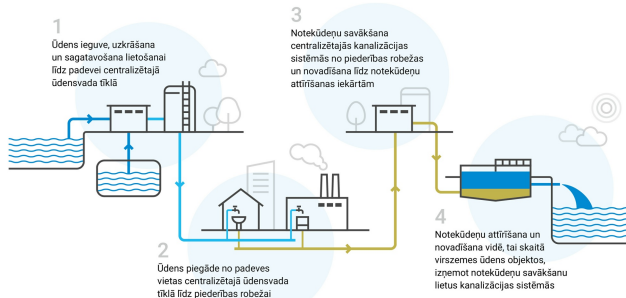 1
Ūdens ieguve, uzkrāšana
un sagatavošana lietošanai
līdz padevei centralizētajā
ūdensvada tīklā
2
Ūdens piegāde no padeves
vietas centralizētajā ūdensvada
tīklā līdz piederības robežai
3
Notekūdeņu savākšana
centralizētajās kanalizācijas
sistēmās no piederības robežas
un novadīšana līdz notekūdeņu
attīrīšanas iekārtām
4
Notekūdeņu attīrīšana un
novadīšana vidē, tai skaitā
virszemes ūdens objektos,
izņemot notekūdeņu savākšanu
lietus kanalizācijas sistēmās